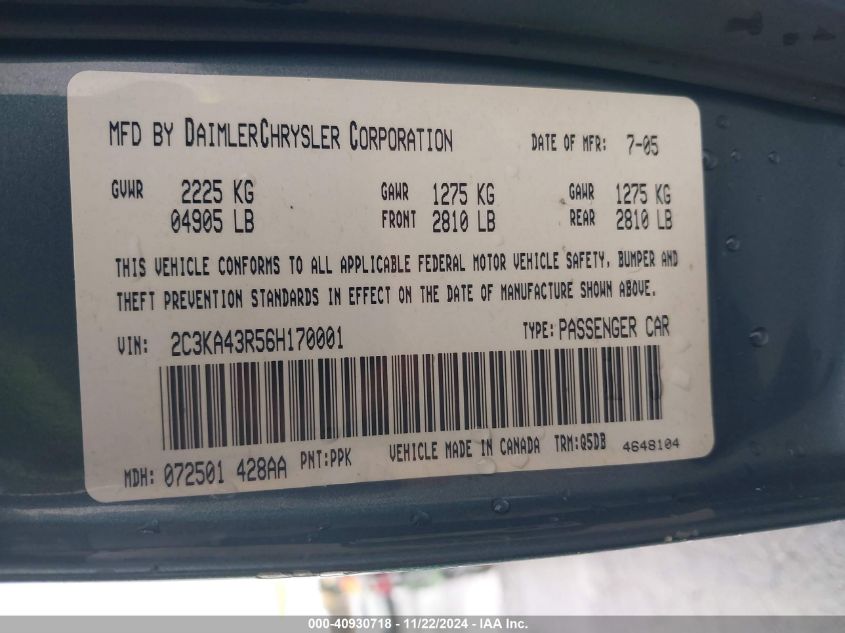 MFD BY DAIMLERCHRYSLER CORPORATION DATE OF MFR: 7-05
GVWR 2225 KG GAWR 1275 KG GAWR 1275 KG
04905 LB FRONT 2810 LB REAR 2810 LB
THIS VEHICLE CONFORMS TO ALL APPLICABLE FEDERAL MOTOR VEHICLE SAFETY, BUMPER AND
THEFT PREVENTION STANDARDS IN EFFECT ON THE DATE OF MANUFACTURE SHOWN ABOVE.
VIN: 2C3KA43R56H170001 TYPE: PASSENGER CAR
MDH: 072501 428AA PNT:PPK VEHICLE MADE IN CANADA TRM:Q5DB 4648104
000-40930718 - 11/22/2024 - IAA Inc.